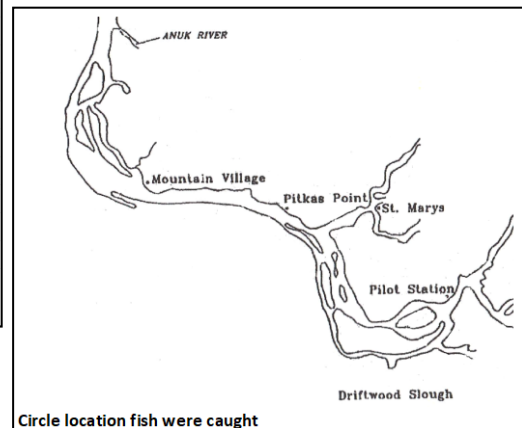 ANUK RIVER
Mountain Village
Pitkas Point
St. Marys
Pilot Station
Driftwood Slough
Circle location fish were caught